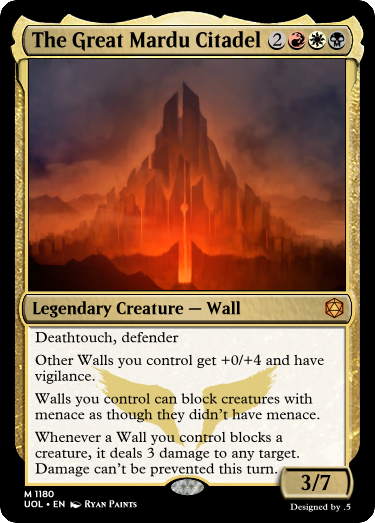 The Great Mardu Citadel 2
Legendary Creature — Wall
Deathtouch, defender
Other Walls you control get +0/+4 and have
vigilance.
Walls you control can block creatures with
menace as though they didn't have menace.
Whenever a Wall you control blocks a
creature, it deals 3 damage to any target.
Damage can't be prevented this turn.
3/7
M 1180
UOL • EN Ryan Paints
Designed by .5